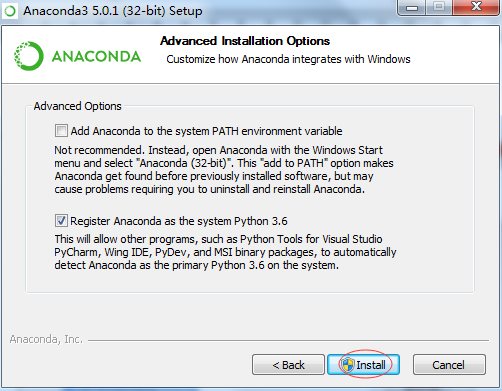 Anaconda3 5.0.1 (32-bit) Setup
ANACONDA
Advanced Installation Options
Customize how Anaconda integrates with Windows
Advanced Options
Add Anaconda to the system PATH environment variable
Not recommended. Instead, open Anaconda with the Windows Start
menu and select "Anaconda (32-bit)". This "add to PATH" option makes
Anaconda get found before previously installed software, but may
cause problems requiring you to uninstall and reinstall Anaconda.
Register Anaconda as the system Python 3.6
This will allow other programs, such as Python Tools for Visual Studio
PyCharm, Wing IDE, PyDev, and MSI binary packages, to automatically
detect Anaconda as the primary Python 3.6 on the system.
Anaconda, Inc.
< Back
Install
Cancel